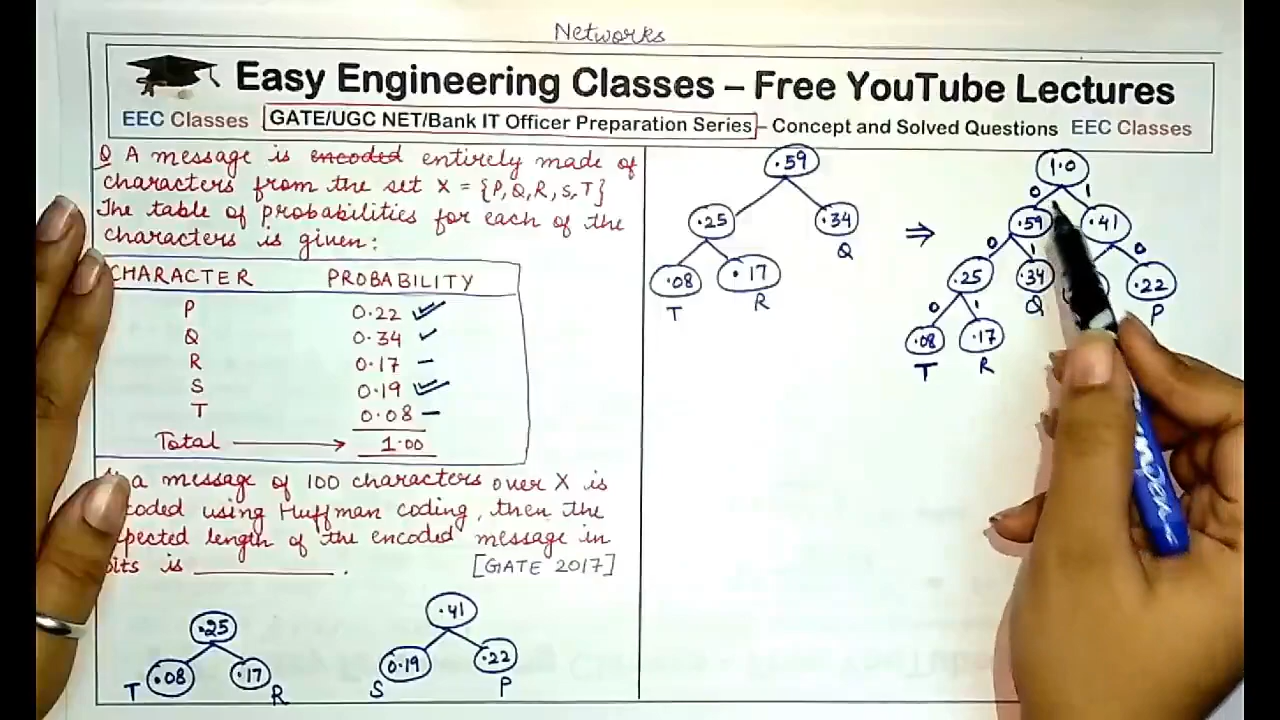 Networks
Easy Engineering Classes – Free YouTube Lectures
EEC Classes GATE/UGC NET/Bank IT Officer Preparation Series – Concept and Solved Questions EEC Classes
Q A message is encoded entirely made of
characters from the set X = {P, Q, R, S, T}
The table of probabilities for each of the
characters is given:
CHARACTER PROBABILITY
P 0.22
Q 0.34
R 0.17
S 0.19
T 0.08
Total 1.00
a message of 100 characters over X is
coded using Huffman coding, then the
pected length of the encoded message in
bits is ________ .
[GATE 2017]
.25
.08 .17
T R
.41
0.19 .22
S P
.59
.25 .34
Q
.08 .17
T R
⇒
1.0
0 1
.59 .41
0 1 0
.25 .34 .22
Q P
0 1
.08 .17
T R